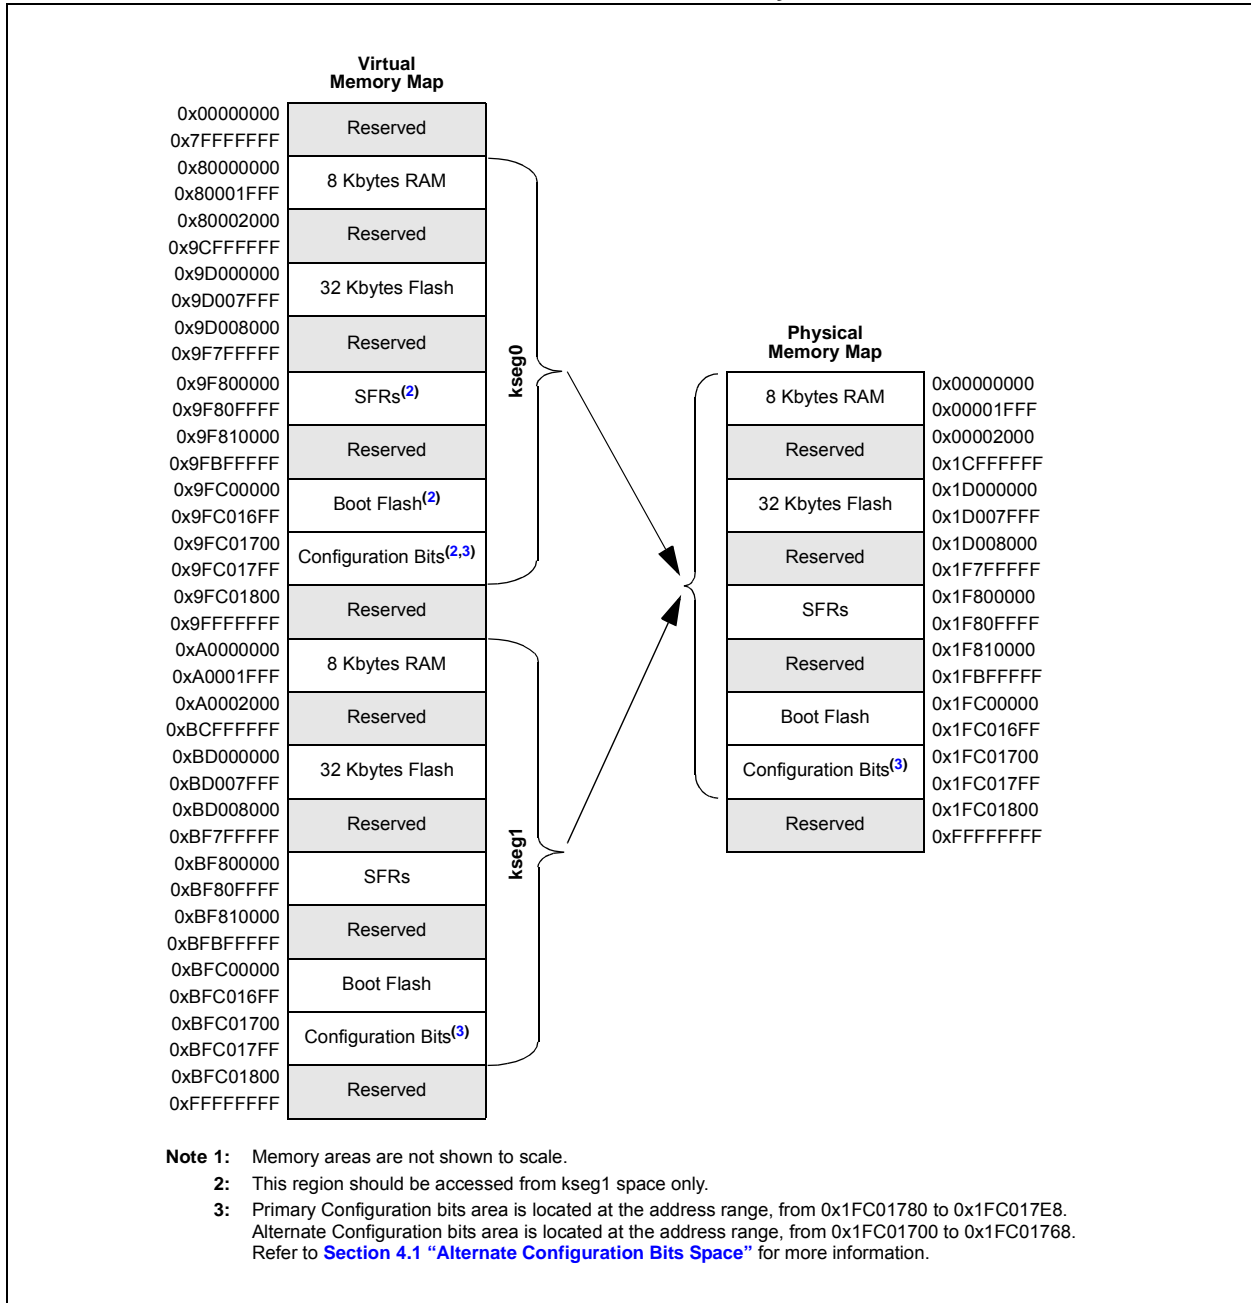 Virtual
Memory Map
0x00000000
Reserved
0x7FFFFFFF
0x80000000
8 Kbytes RAM
0x80001FFF
0x80002000
Reserved
0x9CFFFFFF
0x9D000000
32 Kbytes Flash
0x9D007FFF
0x9D008000
Reserved
0x9F7FFFFF
0x9F800000
SFRs(2)
0x9F80FFFF
0x9F810000
Reserved
0x9FBFFFFF
0x9FC00000
Boot Flash(2)
0x9FC016FF
0x9FC01700
Configuration Bits(2,3)
0x9FC017FF
0x9FC01800
Reserved
0x9FFFFFFF
0xA0000000
8 Kbytes RAM
0xA0001FFF
0xA0002000
Reserved
0xBCFFFFFF
0xBD000000
32 Kbytes Flash
0xBD007FFF
0xBD008000
Reserved
0xBF7FFFFF
0xBF800000
SFRs
0xBF80FFFF
0xBF810000
Reserved
0xBFBFFFFF
0xBFC00000
Boot Flash
0xBFC016FF
0xBFC01700
Configuration Bits(3)
0xBFC017FF
0xBFC01800
Reserved
0xFFFFFFFF
kseg0
kseg1
Physical
Memory Map
0x00000000
8 Kbytes RAM
0x00001FFF
0x00002000
Reserved
0x1CFFFFFF
0x1D000000
32 Kbytes Flash
0x1D007FFF
0x1D008000
Reserved
0x1F7FFFFF
0x1F800000
SFRs
0x1F80FFFF
0x1F810000
Reserved
0x1FBFFFFF
0x1FC00000
Boot Flash
0x1FC016FF
0x1FC01700
Configuration Bits(3)
0x1FC017FF
0x1FC01800
Reserved
0xFFFFFFFF
Note 1: Memory areas are not shown to scale.
2: This region should be accessed from kseg1 space only.
3: Primary Configuration bits area is located at the address range, from 0x1FC01780 to 0x1FC017E8.
Alternate Configuration bits area is located at the address range, from 0x1FC01700 to 0x1FC01768.
Refer to Section 4.1 “Alternate Configuration Bits Space” for more information.